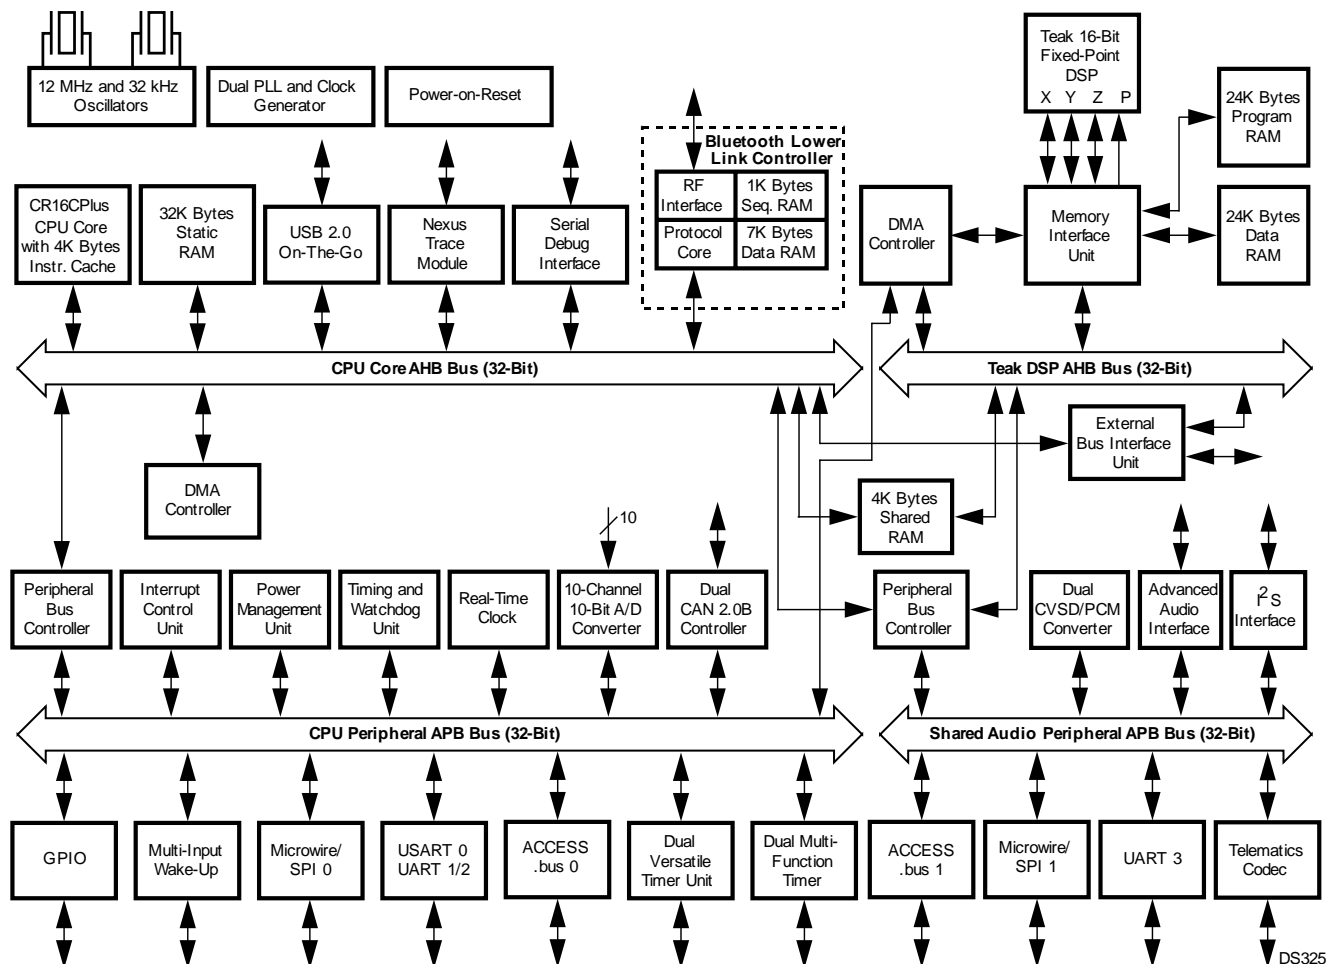 12 MHz and 32 kHz
Oscillators
Dual PLL and Clock
Generator
Power-on-Reset
Teak 16-Bit
Fixed-Point
DSP
X Y Z P
24K Bytes
Program
RAM
Bluetooth Lower
Link Controller
RF
Interface
1K Bytes
Seq. RAM
Protocol
Core
7K Bytes
Data RAM
CR16CPlus
CPU Core
with 4K Bytes
Instr. Cache
32K Bytes
Static
RAM
USB 2.0
On-The-Go
Nexus
Trace
Module
Serial
Debug
Interface
DMA
Controller
Memory
Interface
Unit
24K Bytes
Data
RAM
CPU Core AHB Bus (32-Bit)
Teak DSP AHB Bus (32-Bit)
External
Bus Interface
Unit
DMA
Controller
4K Bytes
Shared
RAM
10
Peripheral
Bus
Controller
Interrupt
Control
Unit
Power
Management
Unit
Timing and
Watchdog
Unit
Real-Time
Clock
10-Channel
10-Bit A/D
Converter
Dual
CAN 2.0B
Controller
Peripheral
Bus
Controller
Dual
CVSD/PCM
Converter
Advanced
Audio
Interface
I2S
Interface
CPU Peripheral APB Bus (32-Bit)
Shared Audio Peripheral APB Bus (32-Bit)
GPIO
Multi-Input
Wake-Up
Microwire/
SPI 0
USART 0
UART 1/2
ACCESS
.bus 0
Dual
Versatile
Timer Unit
Dual Multi-
Function
Timer
ACCESS
.bus 1
Microwire/
SPI 1
UART 3
Telematics
Codec
DS325